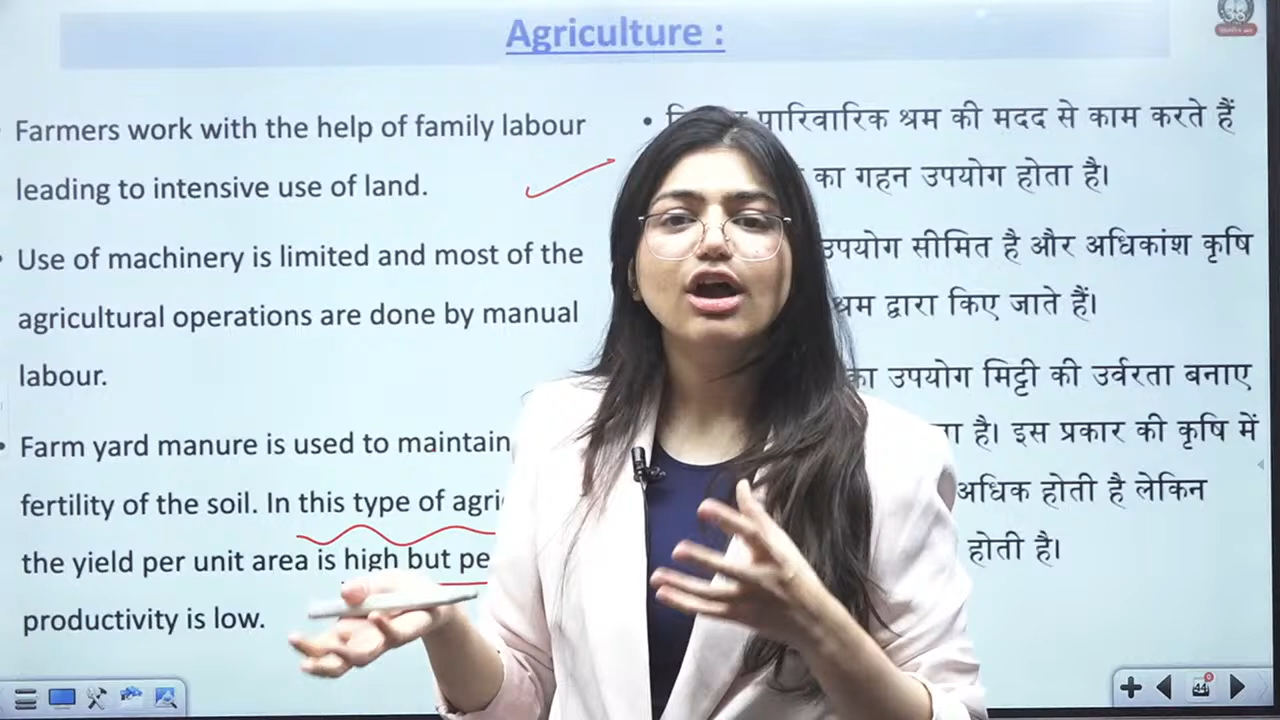 Agriculture :
Farmers work with the help of family labour
leading to intensive use of land.
Use of machinery is limited and most of the
agricultural operations are done by manual
labour.
Farm yard manure is used to maintain
fertility of the soil. In this type of
the yield per unit area is high but
productivity is low.
पारिवारिक श्रम की मदद से काम करते हैं
का गहन उपयोग होता है।
उपयोग सीमित है और अधिकांश कृषि
श्रम द्वारा किए जाते हैं।
का उपयोग मिट्टी की उर्वरता बनाए
है। इस प्रकार की कृषि में
अधिक होती है लेकिन
होती है।
44